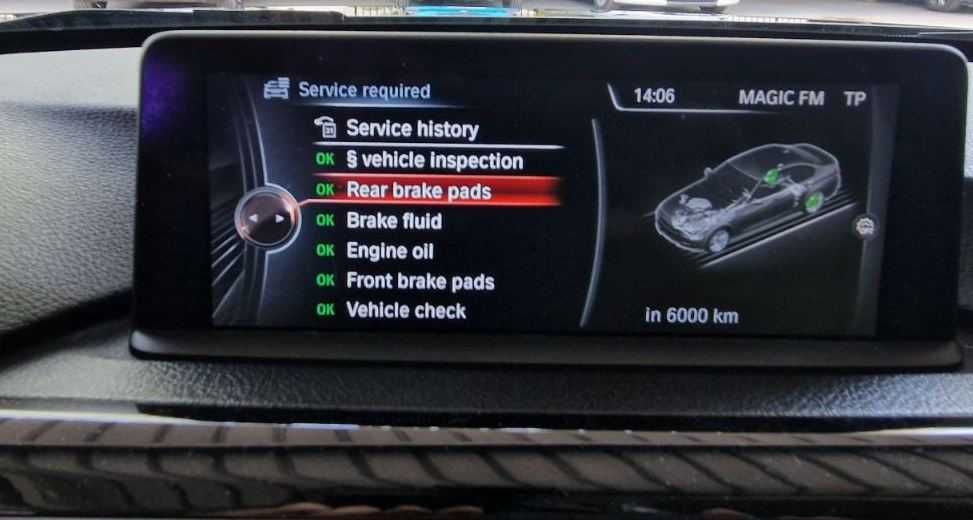 Service required
14:06 MAGIC FM TP
Service history
OK § vehicle inspection
OK Rear brake pads
OK Brake fluid
OK Engine oil
OK Front brake pads
OK Vehicle check
in 6000 km